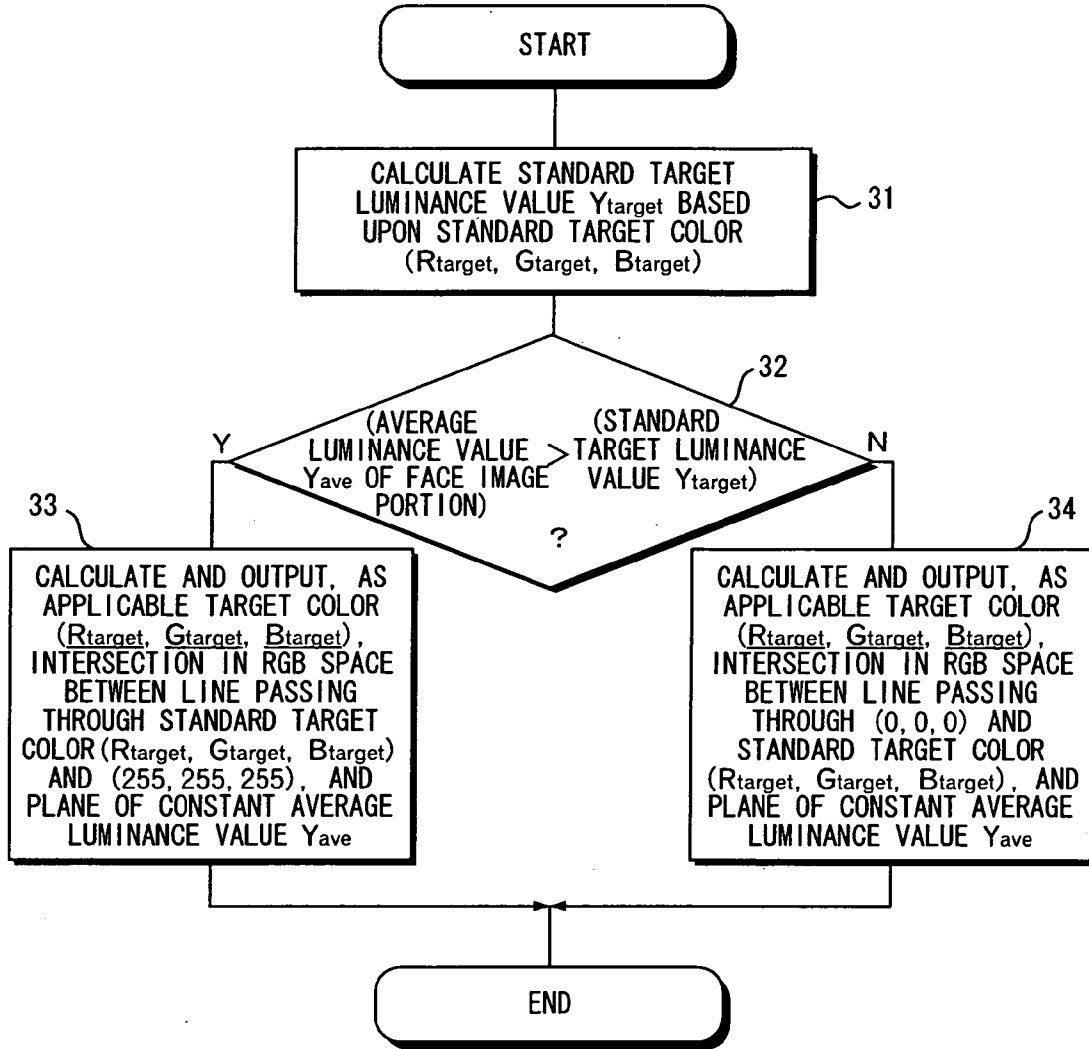 START
CALCULATE STANDARD TARGET
LUMINANCE VALUE Ytarget BASED
UPON STANDARD TARGET COLOR
(Rtarget, Gtarget, Btarget)
31
32
(AVERAGE
LUMINANCE VALUE
Yave OF FACE IMAGE
PORTION)
>
(STANDARD
TARGET LUMINANCE
VALUE Ytarget)
?
Y
N
33
CALCULATE AND OUTPUT, AS
APPLICABLE TARGET COLOR
(Rtarget, Gtarget, Btarget),
INTERSECTION IN RGB SPACE
BETWEEN LINE PASSING
THROUGH STANDARD TARGET
COLOR(Rtarget, Gtarget, Btarget)
AND (255, 255, 255), AND
PLANE OF CONSTANT AVERAGE
LUMINANCE VALUE Yave
34
CALCULATE AND OUTPUT, AS
APPLICABLE TARGET COLOR
(Rtarget, Gtarget, Btarget),
INTERSECTION IN RGB SPACE
BETWEEN LINE PASSING
THROUGH (0, 0, 0) AND
STANDARD TARGET COLOR
(Rtarget, Gtarget, Btarget), AND
PLANE OF CONSTANT AVERAGE
LUMINANCE VALUE Yave
END